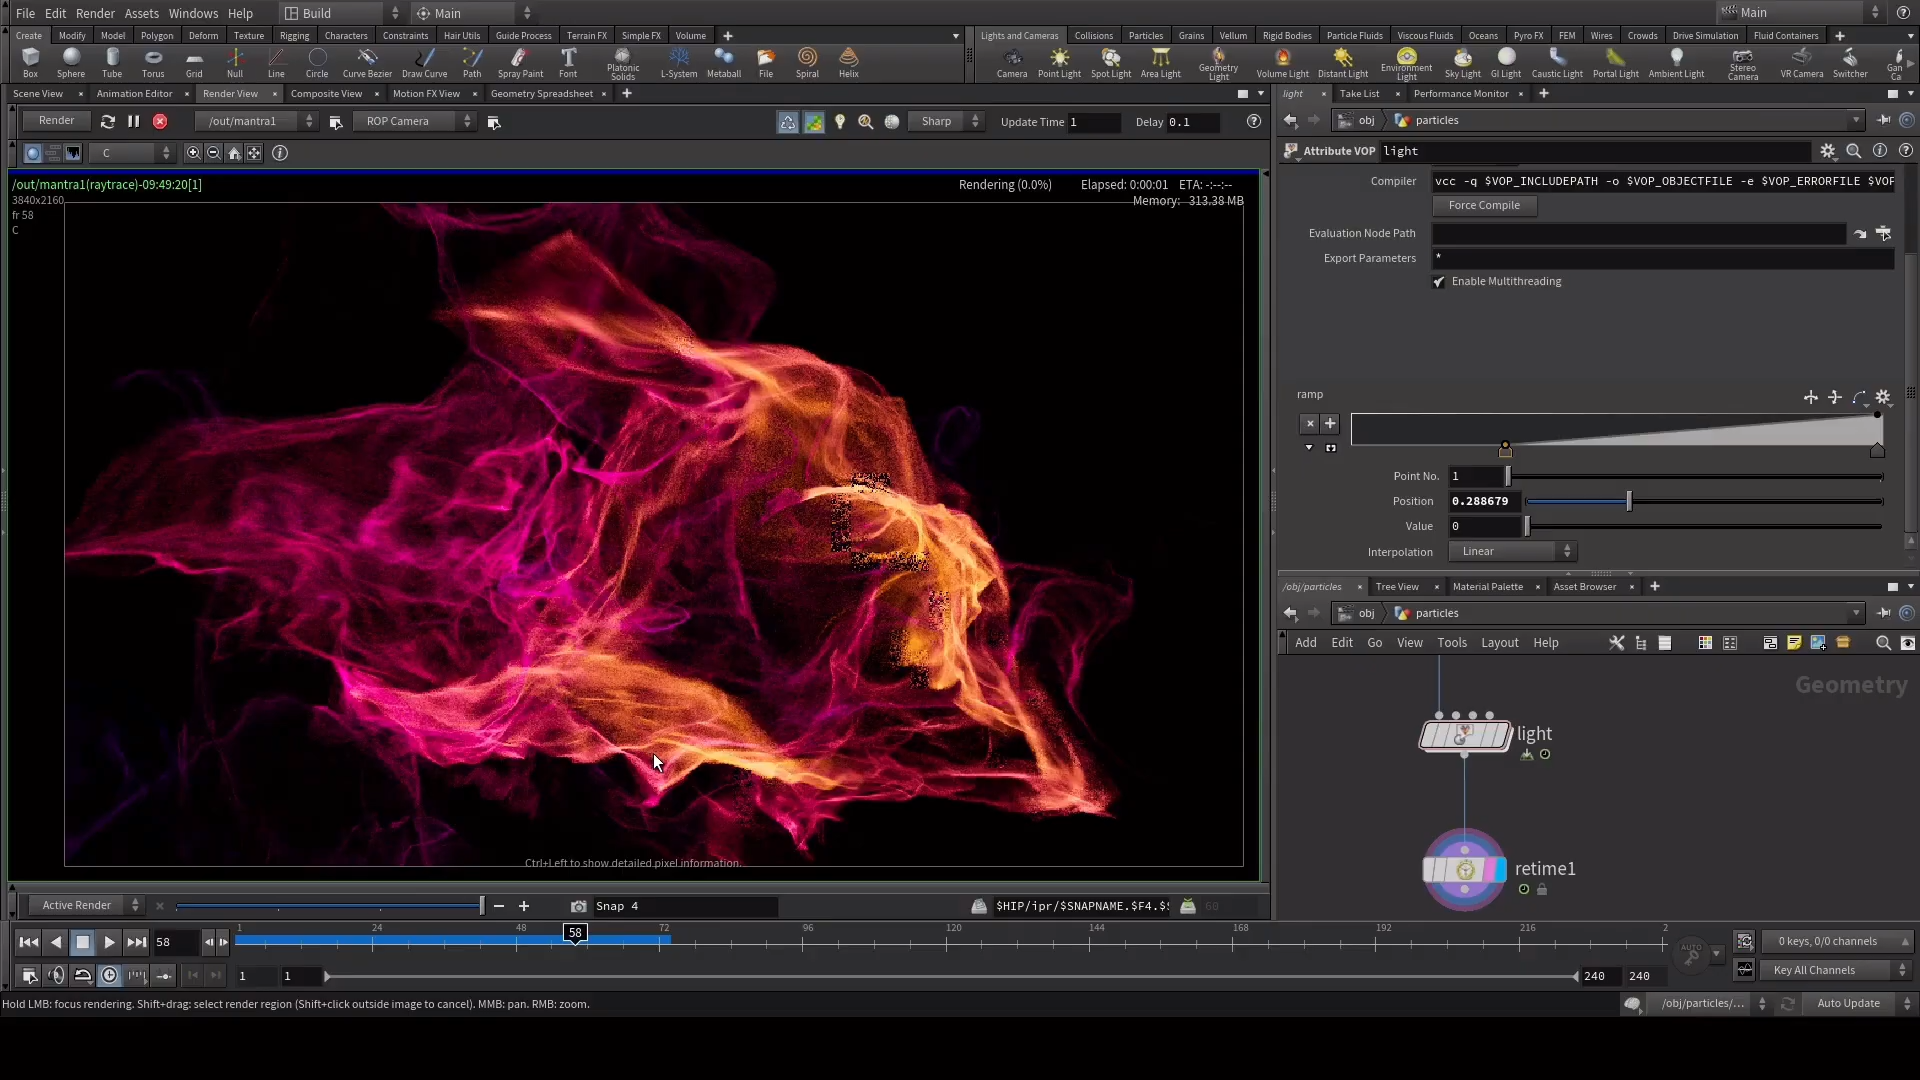 File Edit Render Assets Windows Help Build Main Main
Create Modify Model Polygon Deform Texture Rigging Characters Constraints Hair Utils Guide Process Terrain FX Simple FX Volume
Lights and Cameras Collisions Particles Grains Vellum Rigid Bodies Particle Fluids Viscous Fluids Oceans Pyro FX FEM Wires Crowds Drive Simulation Fluid Containers
Box Sphere Tube Torus Grid Null Line Circle Curve Bezier Draw Curve Path Spray Paint Font Platonic Solids L-System Metaball File Spiral Helix
Camera Point Light Spot Light Area Light Geometry Light Volume Light Distant Light Environment Light Sky Light GI Light Caustic Light Portal Light Ambient Light Stereo Camera VR Camera Switcher Gan Ca
Scene View Animation Editor Render View Composite View Motion FX View Geometry Spreadsheet
light Take List Performance Monitor
Render /out/mantra1 ROP Camera Sharp Update Time 1 Delay 0.1
obj particles
C
Attribute VOP light
/out/mantra1(raytrace)-09:49:20[1] Rendering (0.0%) Elapsed: 0:00:01 ETA: -:--:--
3840x2160 Memory: 313.38 MB
fr 58
C
Compiler vcc -q $VOP_INCLUDEPATH -o $VOP_OBJECTFILE -e $VOP_ERRORFILE $VOP
Force Compile
Evaluation Node Path
Export Parameters *
Enable Multithreading
ramp
Point No. 1
Position 0.288679
Value 0
Interpolation Linear
/obj/particles Tree View Material Palette Asset Browser
obj particles
Add Edit Go View Tools Layout Help
Geometry
light
retime1
Ctrl+Left to show detailed pixel information.
Active Render Snap 4 $HIP/ipr/$SNAPNAME.$F4.$S 60
58 1 24 48 58 72 96 120 144 168 192 216 2
AUTO
0 keys, 0/0 channels
1 1 240 240 Key All Channels
Hold LMB: focus rendering. Shift+drag: select render region (Shift+click outside image to cancel). MMB: pan. RMB: zoom.
/obj/particles/... Auto Update